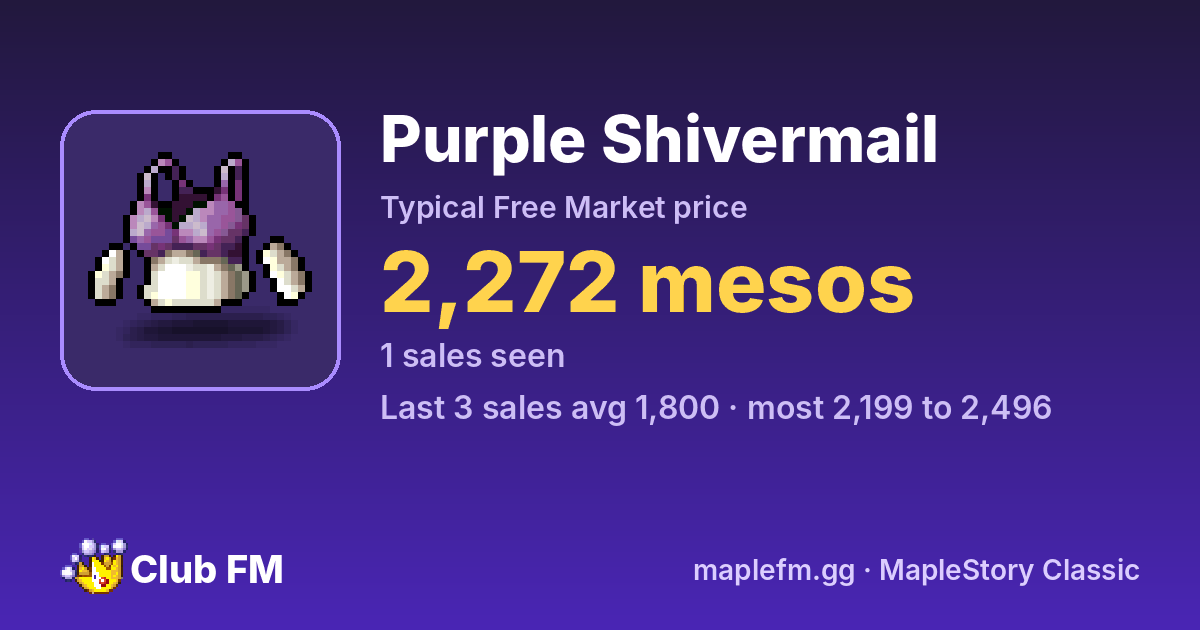 Purple Shivermail
Typical Free Market price
2,272 mesos
1 sales seen
Last 3 sales avg 1,800 · most 2,199 to 2,496
Club FM
maplefm.gg · MapleStory Classic